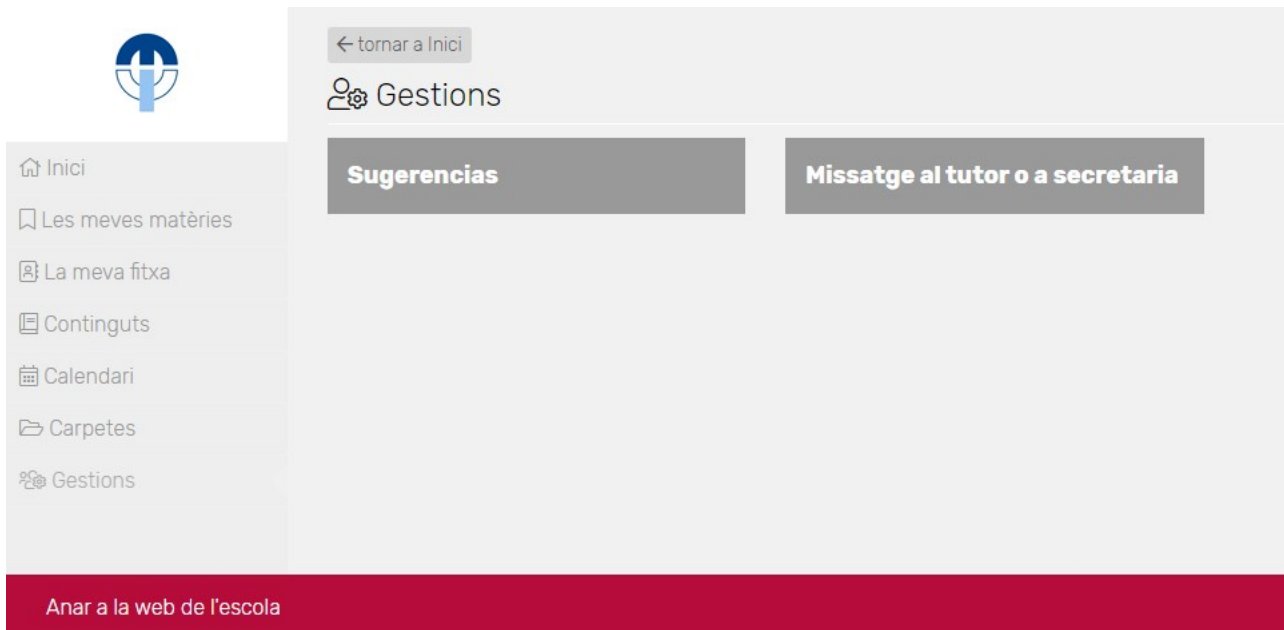 tornar a Inici
Gestions
Inici
Les meves matèries
La meva fitxa
Continguts
Calendari
Carpetes
Gestions
Sugerencias
Missatge al tutor o a secretaria
Anar a la web de l'escola